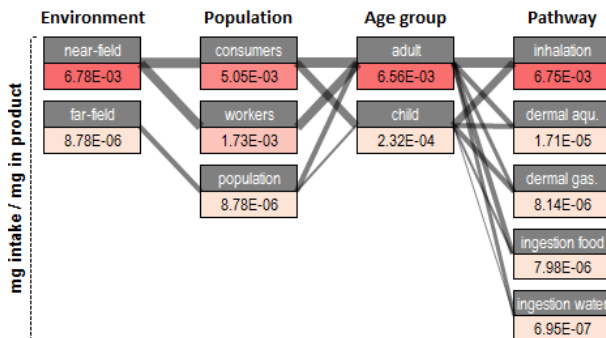 Environment Population Age group Pathway
near-field consumers adult inhalation
6.78E-03 5.05E-03 6.56E-03 6.75E-03
far-field workers child dermal aqu.
8.78E-06 1.73E-03 2.32E-04 1.71E-05
population dermal gas.
8.78E-06 8.14E-06
ingestion food
7.98E-06
ingestion water
6.95E-07
mg intake / mg in product